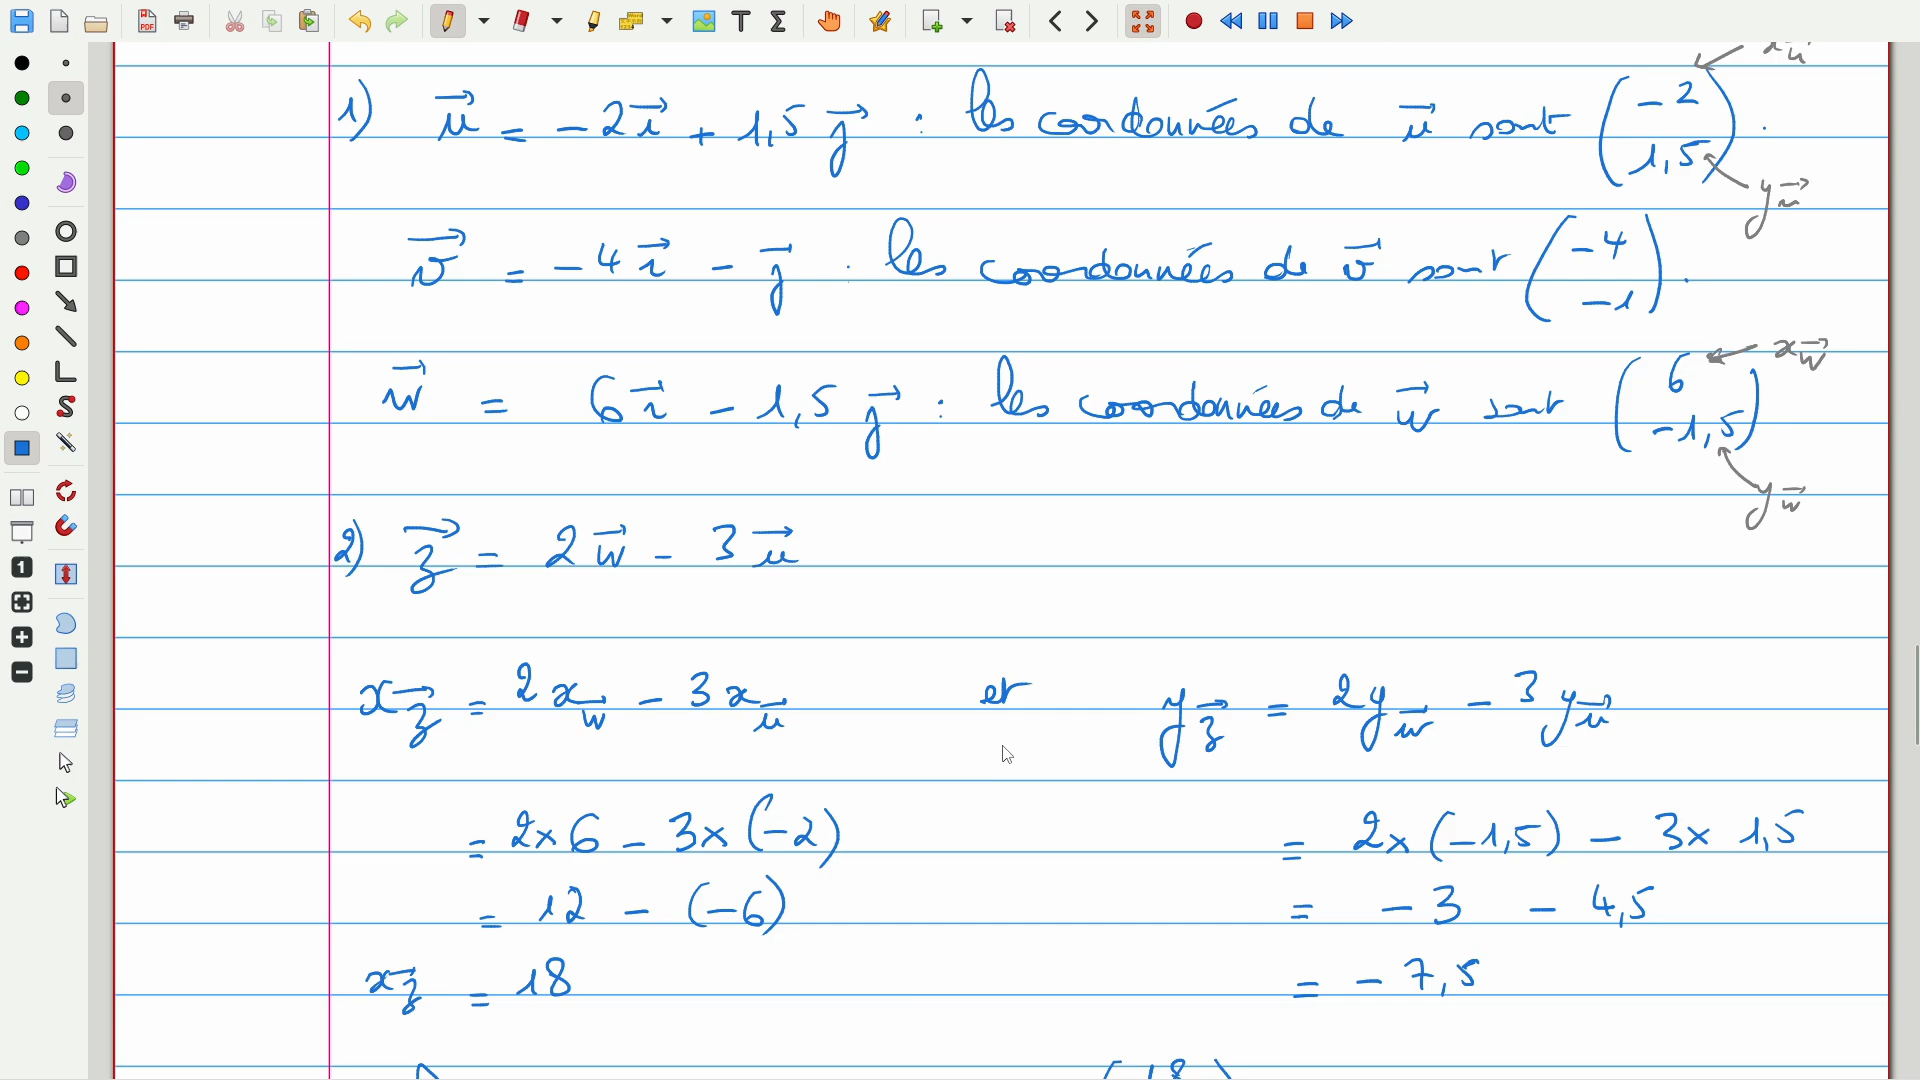 x_u⃗
1) u⃗ = -2i⃗ + 1,5 j⃗ : les coordonnées de u⃗ sont (-2 1,5).
y_u⃗
v⃗ = -4i⃗ - j⃗ : les coordonnées de v⃗ sont (-4 -1).
x_w⃗
w⃗ = 6i⃗ - 1,5 j⃗ : les coordonnées de w⃗ sont (6 -1,5)
y_w⃗
2) z⃗ = 2w⃗ - 3u⃗
x_z⃗ = 2x_w⃗ - 3x_u⃗ et y_z⃗ = 2y_w⃗ - 3y_u⃗
= 2×6 - 3×(-2) = 2×(-1,5) - 3×1,5
= 12 - (-6) = -3 - 4,5
x_z⃗ = 18 = -7,5
(18)